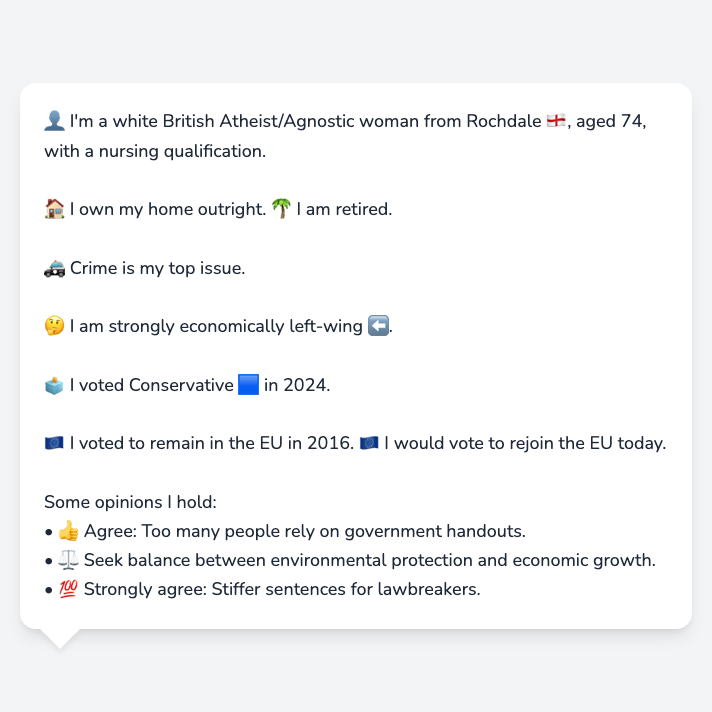 👤 I'm a white British Atheist/Agnostic woman from Rochdale 🏴󠁧󠁢󠁥󠁮󠁧󠁿, aged 74,
with a nursing qualification.
🏠 I own my home outright. 🌴 I am retired.
🚓 Crime is my top issue.
🤔 I am strongly economically left-wing ⬅️.
🗳️ I voted Conservative 🟦 in 2024.
🇪🇺 I voted to remain in the EU in 2016. 🇪🇺 I would vote to rejoin the EU today.
Some opinions I hold:
• 👍 Agree: Too many people rely on government handouts.
• ⚖️ Seek balance between environmental protection and economic growth.
• 💯 Strongly agree: Stiffer sentences for lawbreakers.